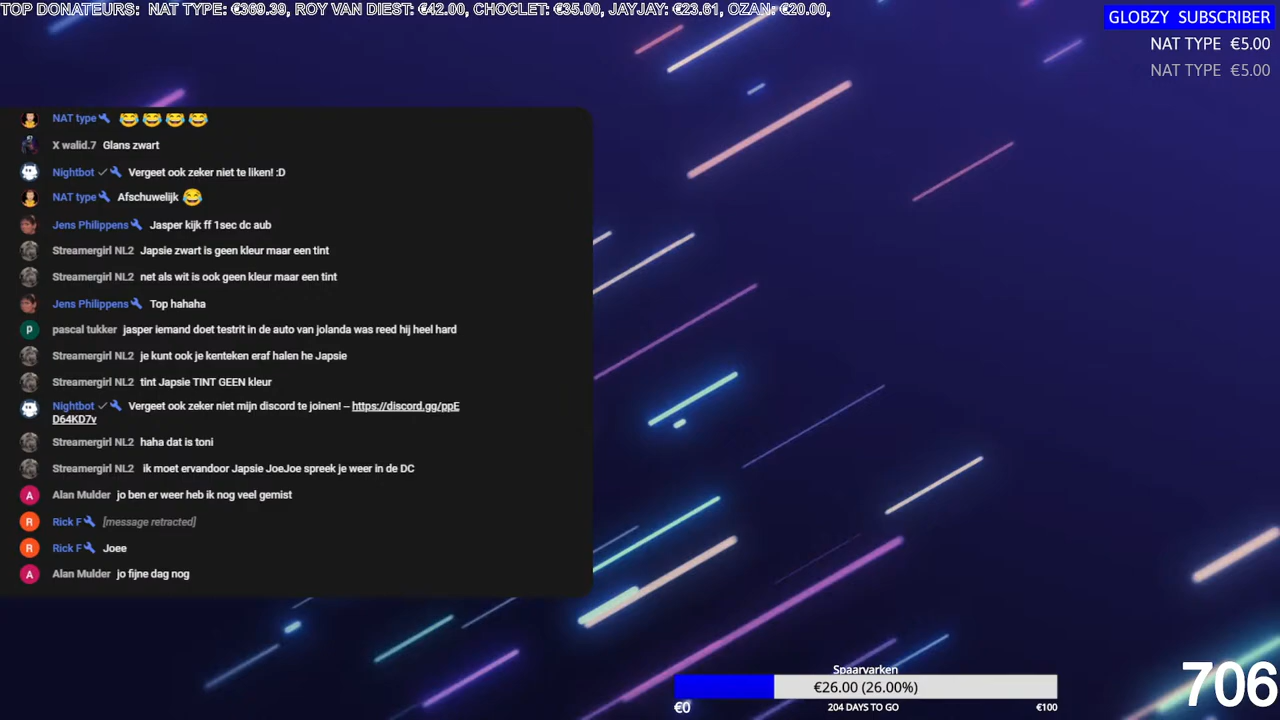 TOP DONATEURS: NAT TYPE: €369.39, ROY VAN DIEST: €42.00, CHOCLET: €35.00, JAYJAY: €23.61, OZAN: €20.00,
GLOBZY SUBSCRIBER
NAT TYPE €5.00
NAT TYPE €5.00
NAT type 😂 😂 😂 😂
X walid.7 Glans zwart
Nightbot Vergeet ook zeker niet te liken! :D
NAT type Afschuwelijk 😂
Jens Philippens Jasper kijk ff 1sec dc aub
Streamergirl NL2 Japsie zwart is geen kleur maar een tint
Streamergirl NL2 net als wit is ook geen kleur maar een tint
Jens Philippens Top hahaha
P pascal tukker jasper iemand doet testrit in de auto van jolanda was reed hij heel hard
Streamergirl NL2 je kunt ook je kenteken eraf halen he Japsie
Streamergirl NL2 tint Japsie TINT GEEN kleur
Nightbot Vergeet ook zeker niet mijn discord te joinen! – https://discord.gg/ppE
D64KD7v
Streamergirl NL2 haha dat is toni
Streamergirl NL2 ik moet ervandoor Japsie JoeJoe spreek je weer in de DC
A Alan Mulder jo ben er weer heb ik nog veel gemist
R Rick F [message retracted]
R Rick F Joee
A Alan Mulder jo fijne dag nog
Spaarvarken
€26.00 (26.00%)
€0 204 DAYS TO GO €100
706